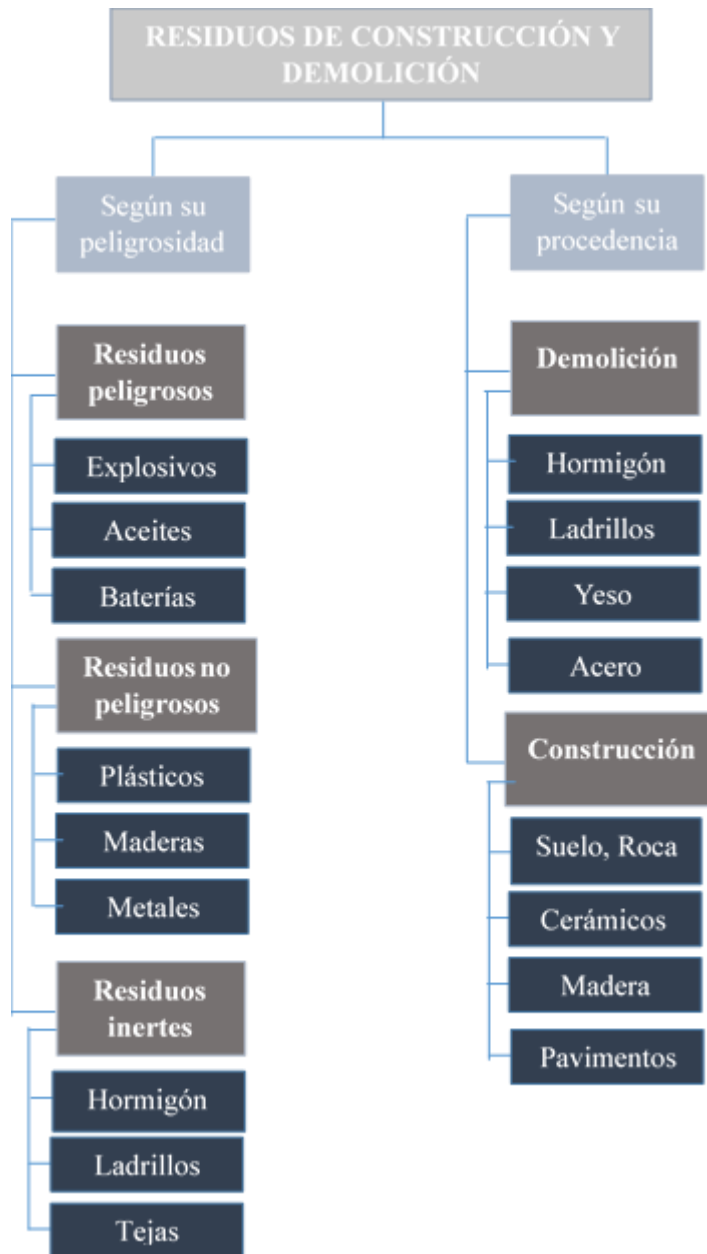 RESIDUOS DE CONSTRUCCIÓN Y
DEMOLICIÓN
Según su
peligrosidad
Residuos
peligrosos
Explosivos
Aceites
Baterías
Residuos no
peligrosos
Plásticos
Maderas
Metales
Residuos
inertes
Hormigón
Ladrillos
Tejas
Según su
procedencia
Demolición
Hormigón
Ladrillos
Yeso
Acero
Construcción
Suelo, Roca
Cerámicos
Madera
Pavimentos